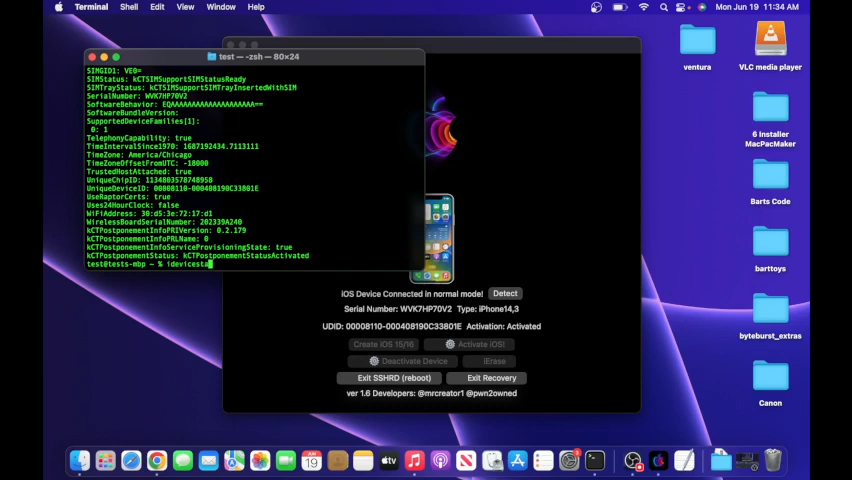 Terminal Shell Edit View Window Help
Mon Jun 19 11:34 AM
test — -zsh — 80×24
SIMGID1: VE0=
SIMStatus: kCTSIMSupportSIMStatusReady
SIMTrayStatus: kCTSIMSupportSIMTrayInsertedWithSIM
SerialNumber: WVK7HP70V2
SoftwareBehavior: EQAAAAAAAAAAAAAAAAAAAA==
SoftwareBundleVersion:
SupportedDeviceFamilies[1]:
0: 1
TelephonyCapability: true
TimeIntervalSince1970: 1687192434.7113111
TimeZone: America/Chicago
TimeZoneOffsetFromUTC: -18000
TrustedHostAttached: true
UniqueChipID: 1134803578748958
UniqueDeviceID: 00008110-000408190C33801E
UseRaptorCerts: true
Uses24HourClock: false
WiFiAddress: 30:d5:3e:72:17:d1
WirelessBoardSerialNumber: 202339A240
kCTPostponementInfoPRIVersion: 0.2.179
kCTPostponementInfoPRLName: 0
kCTPostponementInfoServiceProvisioningState: true
kCTPostponementStatus: kCTPostponementStatusActivated
test@tests-mbp ~ % idevicesta
iOS Device Connected in normal mode! Detect
Serial Number: WVK7HP70V2 Type: iPhone14,3
UDID: 00008110-000408190C33801E Activation: Activated
Create iOS 15/16 Activate iOS!
Deactivate Device iErase
Exit SSHRD (reboot) Exit Recovery
ver 1.6 Developers: @mrcreator1 @pwn2owned
ventura
VLC media player
6 Installer
MacPacMaker
Barts Code
barttoys
byteburst_extras
Canon